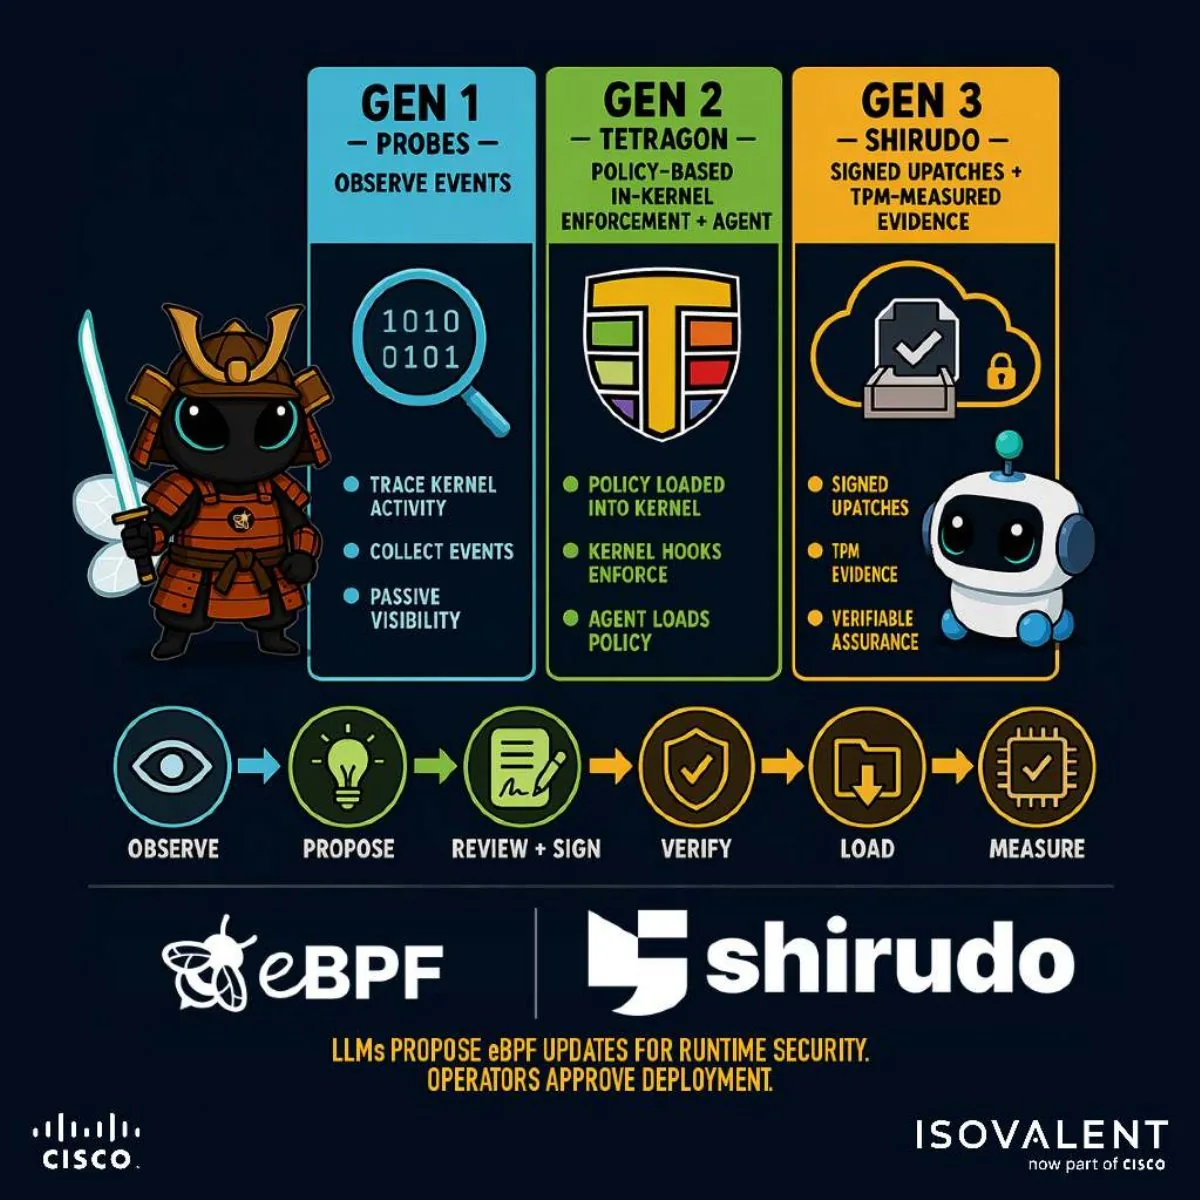 GEN 1
— PROBES —
OBSERVE EVENTS
1010
0101
TRACE KERNEL
ACTIVITY
COLLECT EVENTS
PASSIVE
VISIBILITY
GEN 2
— TETRAGON —
POLICY-BASED
IN-KERNEL
ENFORCEMENT + AGENT
T
POLICY LOADED
INTO KERNEL
KERNEL HOOKS
ENFORCE
AGENT LOADS
POLICY
GEN 3
— SHIRUDO —
SIGNED UPATCHES +
TPM-MEASURED
EVIDENCE
SIGNED
UPATCHES
TPM
EVIDENCE
VERIFIABLE
ASSURANCE
OBSERVE
PROPOSE
REVIEW + SIGN
VERIFY
LOAD
MEASURE
eBPF
shirudo
LLMs PROPOSE eBPF UPDATES FOR RUNTIME SECURITY.
OPERATORS APPROVE DEPLOYMENT.
CISCO
ISOVALENT
now part of CISCO